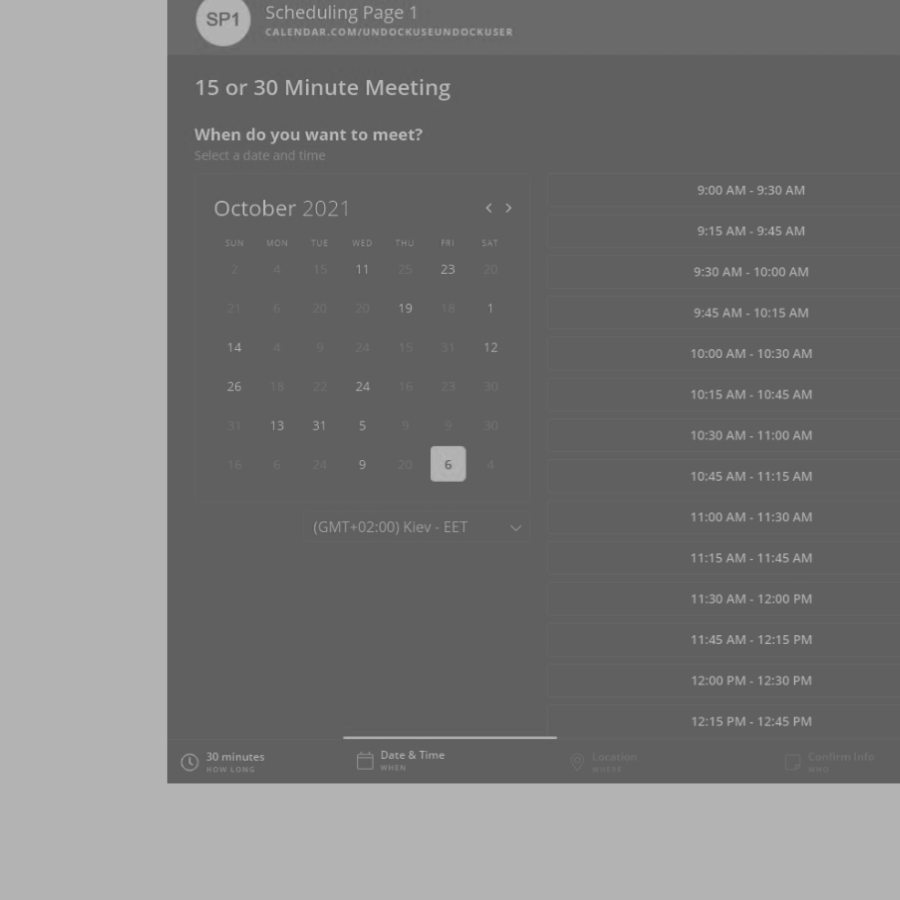 SP1
Scheduling Page 1
CALENDAR.COM/UNDOCKUSEUNDOCKUSER
15 or 30 Minute Meeting
When do you want to meet?
Select a date and time
October 2021
SUN MON TUE WED THU FRI SAT
2 4 15 11 25 23 20
21 6 20 20 19 18 1
14 4 9 24 15 31 12
26 18 22 24 16 23 30
31 13 31 5 5 9 30
16 6 24 9 20 6 4
(GMT+02:00) Kiev - EET
9:00 AM - 9:30 AM
9:15 AM - 9:45 AM
9:30 AM - 10:00 AM
9:45 AM - 10:15 AM
10:00 AM - 10:30 AM
10:15 AM - 10:45 AM
10:30 AM - 11:00 AM
10:45 AM - 11:15 AM
11:00 AM - 11:30 AM
11:15 AM - 11:45 AM
11:30 AM - 12:00 PM
11:45 AM - 12:15 PM
12:00 PM - 12:30 PM
12:15 PM - 12:45 PM
30 minutes
HOW LONG
Date & Time
WHEN
Location
WHERE
Confirm Info
WHO